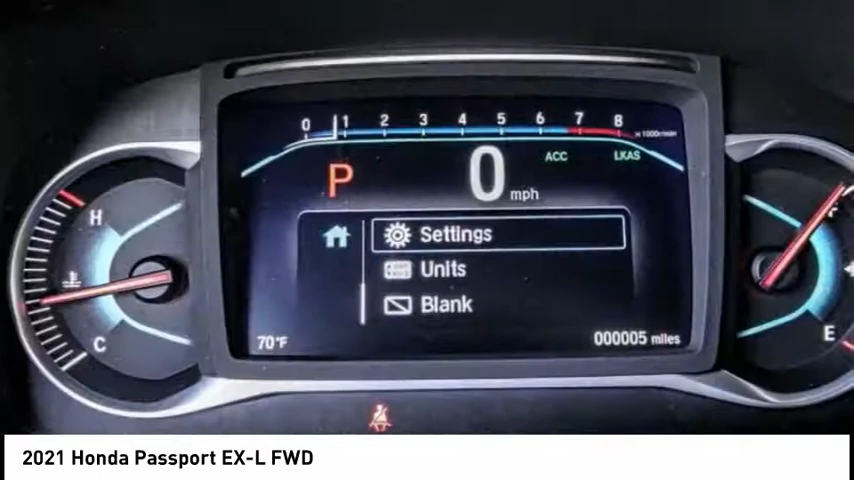 0 1 2 3 4 5 6 7 8 x1000r/min
P 0 mph ACC LKAS
H
Settings
Units
Blank
C
E
70°F
000005 miles
2021 Honda Passport EX-L FWD